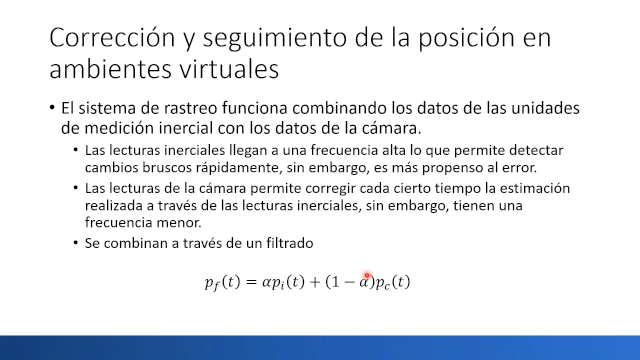 Corrección y seguimiento de la posición en
ambientes virtuales
• El sistema de rastreo funciona combinando los datos de las unidades
de medición inercial con los datos de la cámara.
• Las lecturas inerciales llegan a una frecuencia alta lo que permite detectar
cambios bruscos rápidamente, sin embargo, es más propenso al error.
• Las lecturas de la cámara permite corregir cada cierto tiempo la estimación
realizada a través de las lecturas inerciales, sin embargo, tienen una
frecuencia menor.
• Se combinan a través de un filtrado
p_f(t) = αp_i(t) + (1 − α)p_c(t)